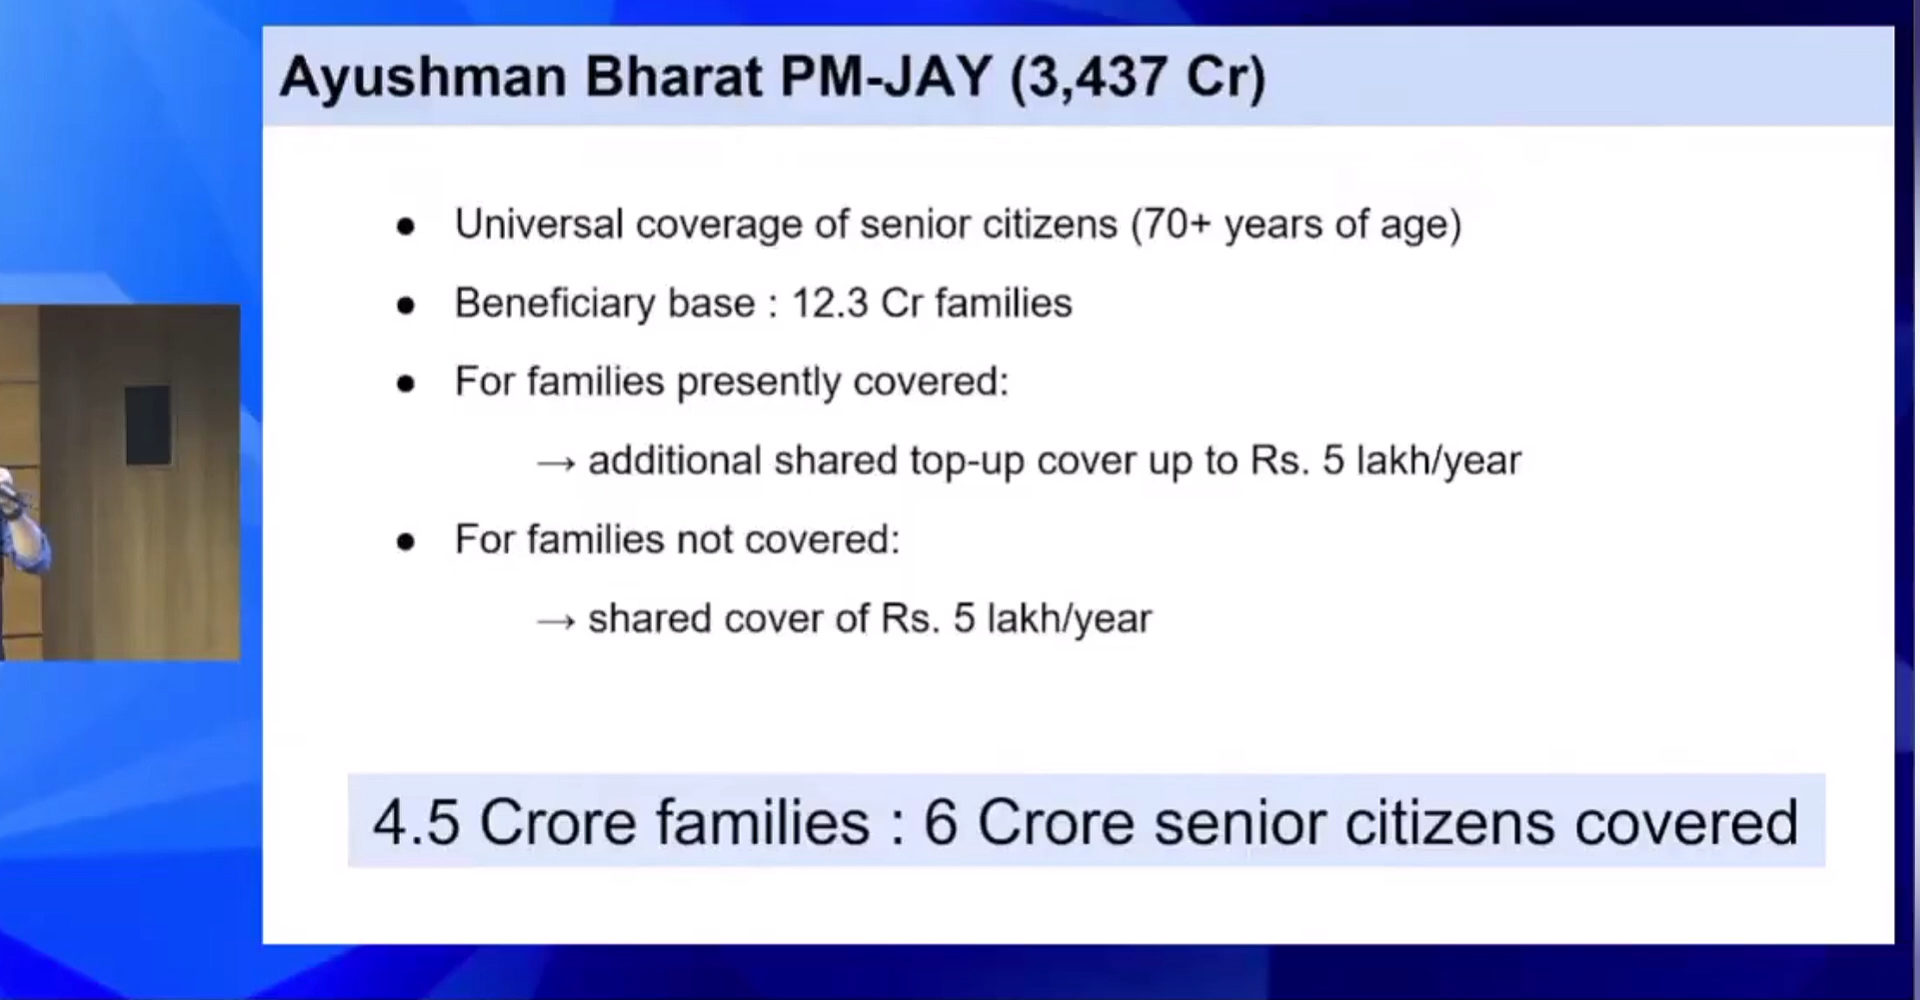 Ayushman Bharat PM-JAY (3,437 Cr)
● Universal coverage of senior citizens (70+ years of age)
● Beneficiary base : 12.3 Cr families
● For families presently covered:
→ additional shared top-up cover up to Rs. 5 lakh/year
● For families not covered:
→ shared cover of Rs. 5 lakh/year
4.5 Crore families : 6 Crore senior citizens covered